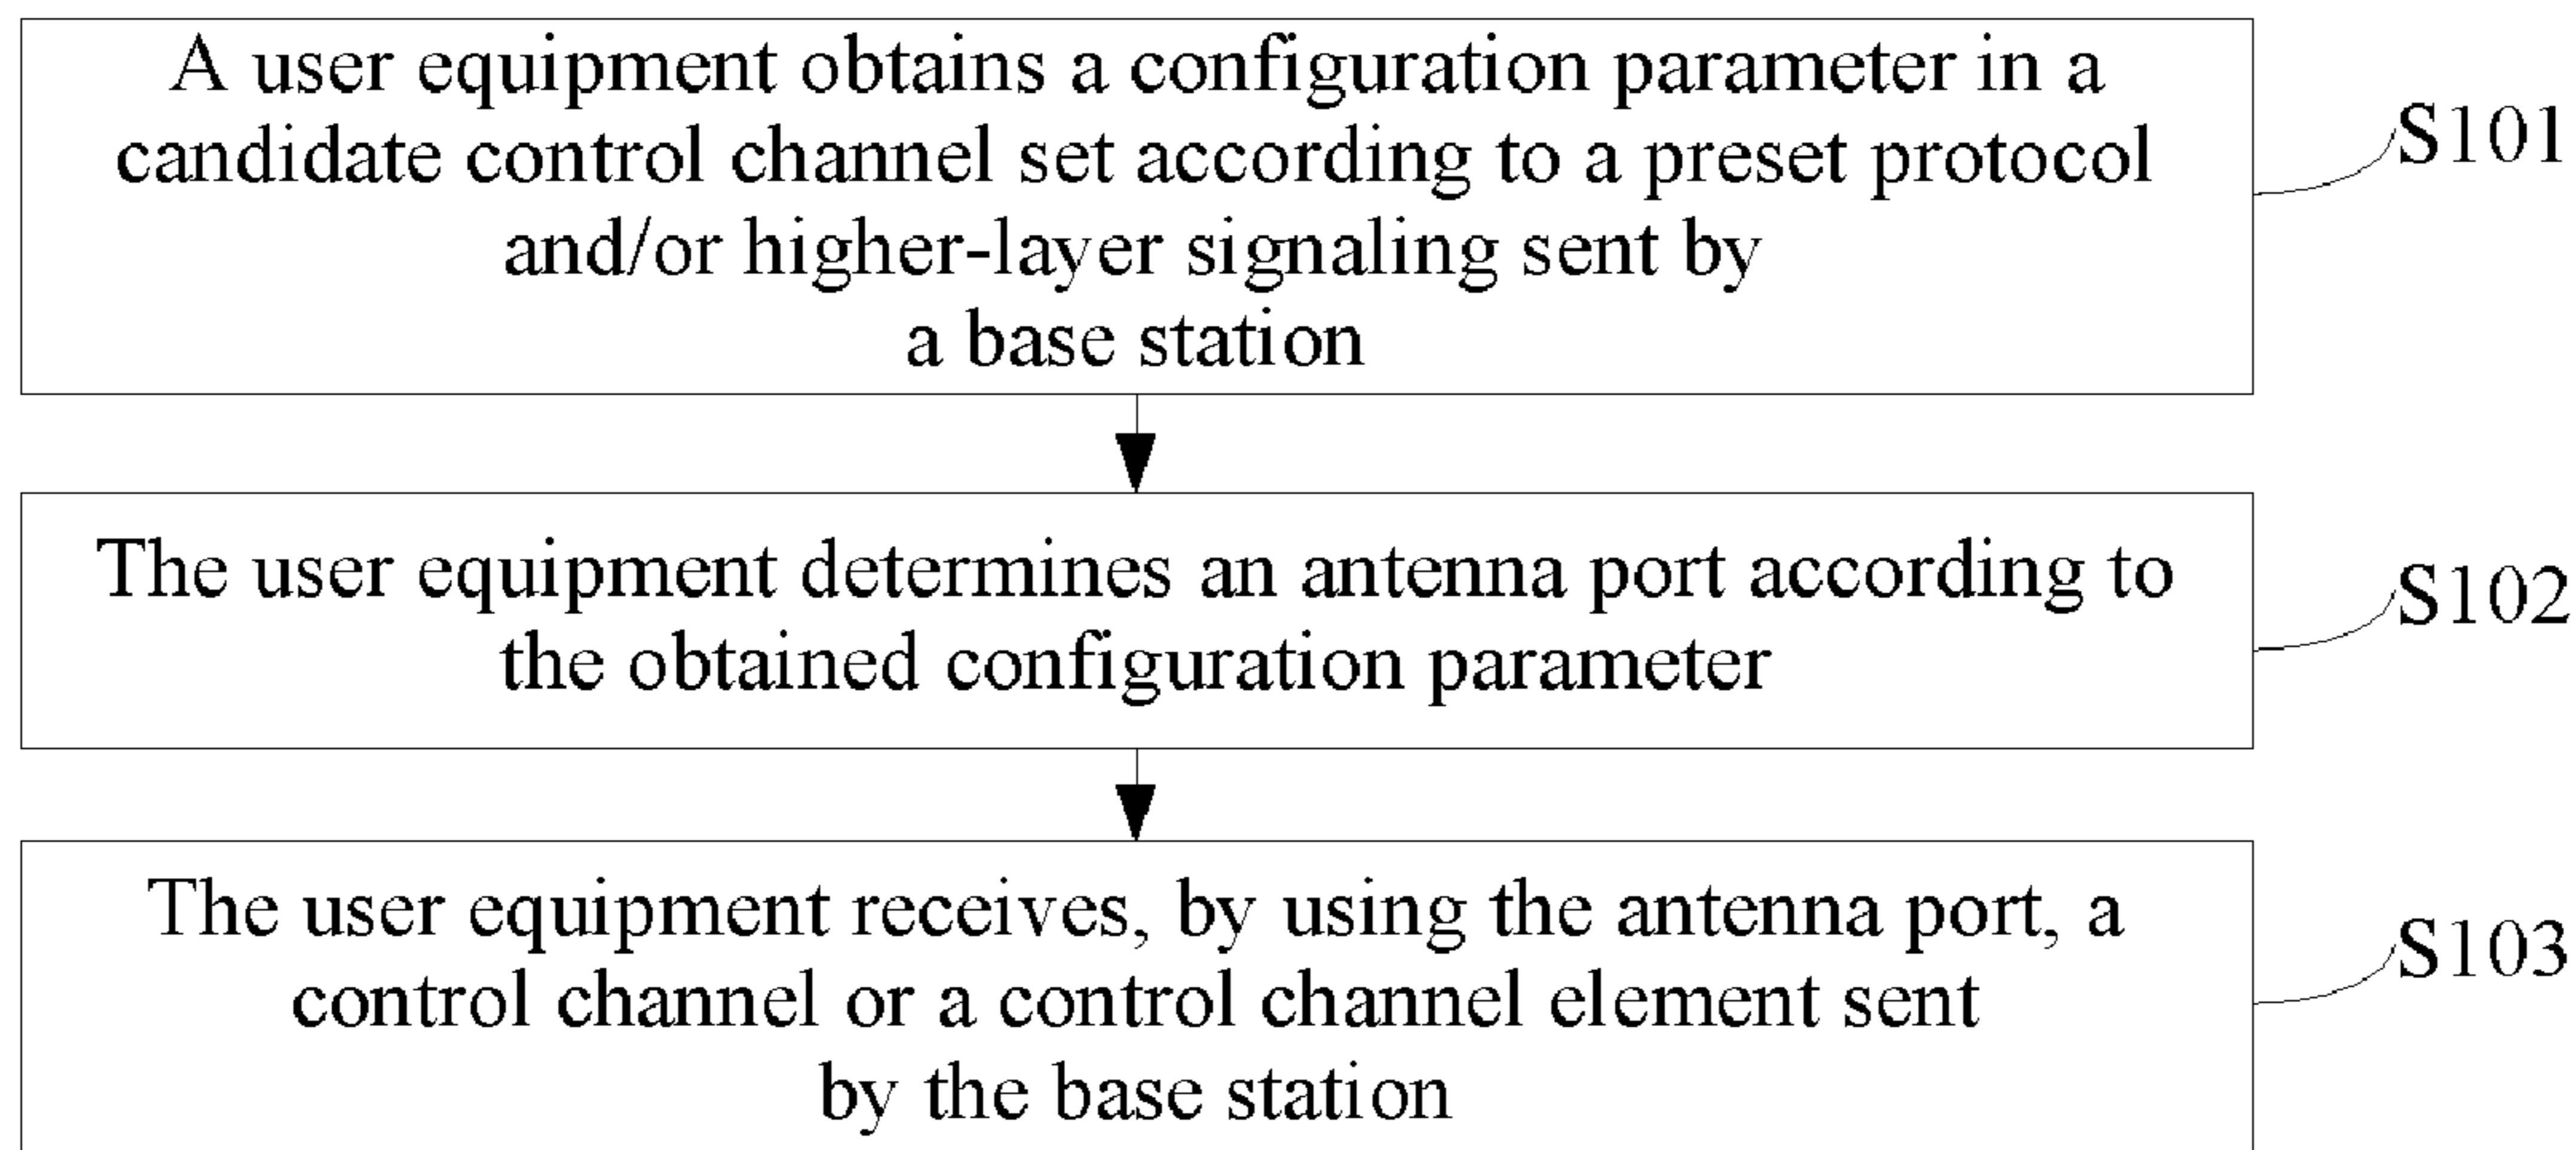 A user equipment obtains a configuration parameter in a
candidate control channel set according to a preset protocol
and/or higher-layer signaling sent by
a base station
S101
The user equipment determines an antenna port according to
the obtained configuration parameter
S102
The user equipment receives, by using the antenna port, a
control channel or a control channel element sent
by the base station
S103